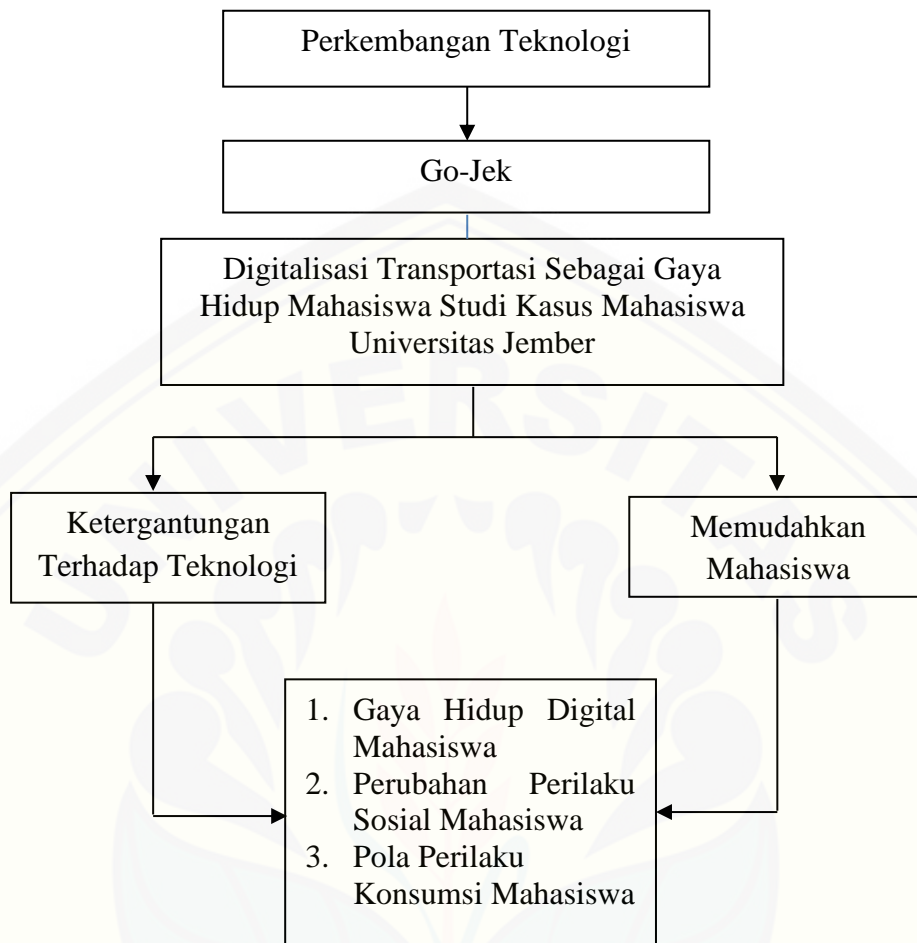 Perkembangan Teknologi
Go-Jek
Digitalisasi Transportasi Sebagai Gaya
Hidup Mahasiswa Studi Kasus Mahasiswa
Universitas Jember
Ketergantungan
Terhadap Teknologi
Memudahkan
Mahasiswa
1. Gaya Hidup Digital
Mahasiswa
2. Perubahan Perilaku
Sosial Mahasiswa
3. Pola Perilaku
Konsumsi Mahasiswa
UNIVERSITAS